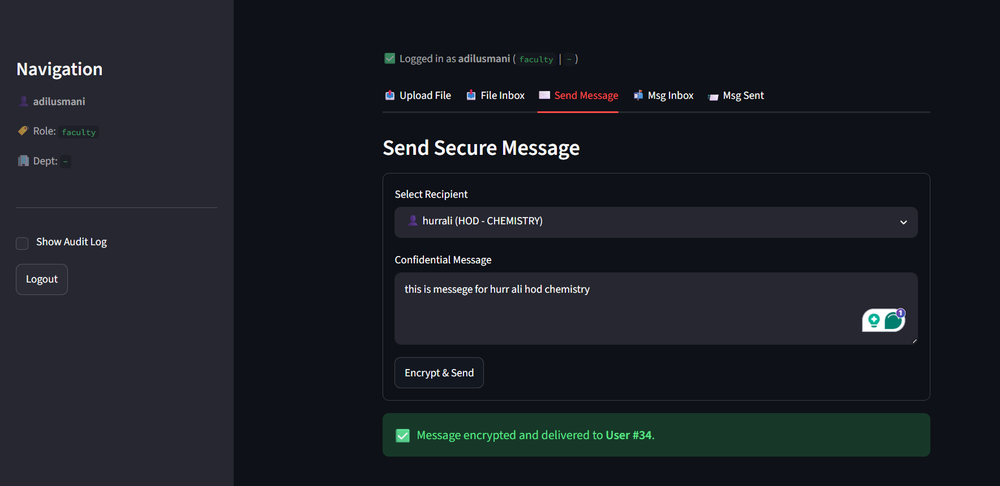 Navigation
adilusmani
Role: faculty
Dept: -
Show Audit Log
Logout
Logged in as adilusmani ( faculty | - )
Upload File File Inbox Send Message Msg Inbox Msg Sent
Send Secure Message
Select Recipient
hurrali (HOD - CHEMISTRY)
Confidential Message
this is messege for hurr ali hod chemistry
1
Encrypt & Send
Message encrypted and delivered to User #34.